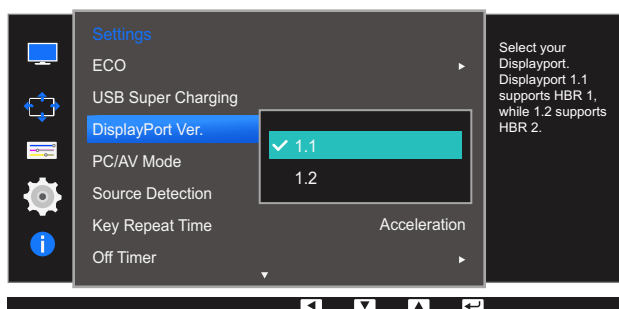 Settings
ECO
USB Super Charging
DisplayPort Ver.
1.1
1.2
PC/AV Mode
Source Detection
Key Repeat Time Acceleration
Off Timer
Select your
Displayport.
Displayport 1.1
supports HBR 1,
while 1.2 supports
HBR 2.